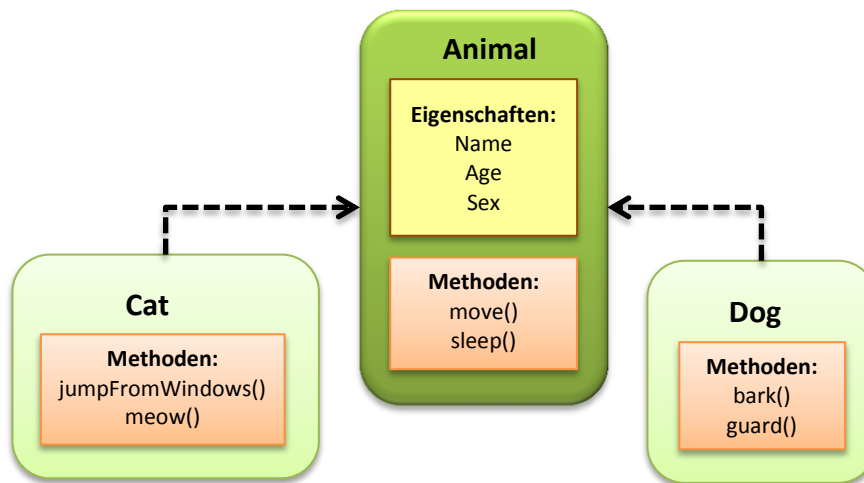 Animal
Eigenschaften:
Name
Age
Sex
Methoden:
move()
sleep()
Cat
Methoden:
jumpFromWindows()
meow()
Dog
Methoden:
bark()
guard()